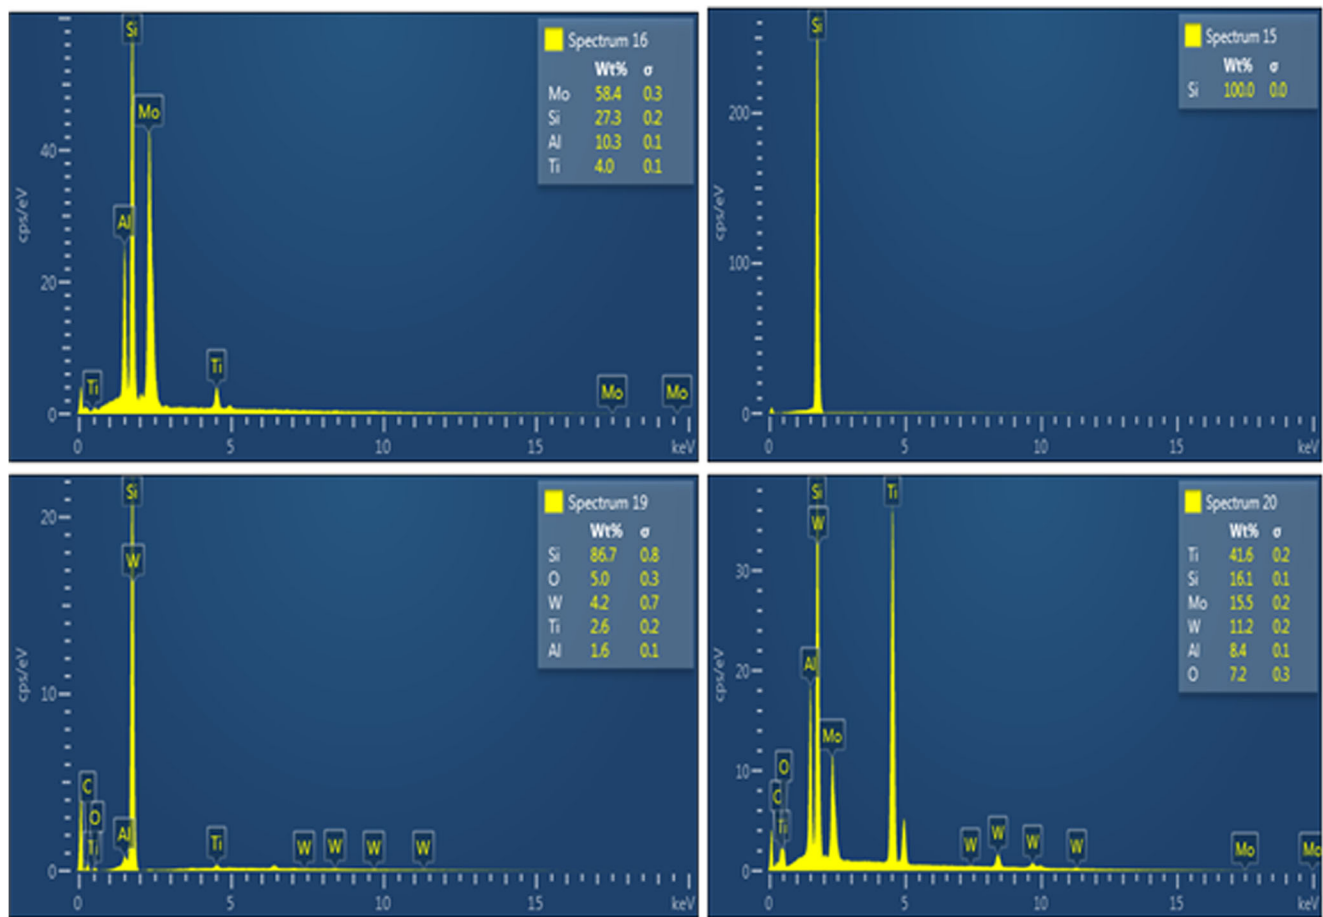 Si
Mo
Al
Ti
Ti
Mo
Mo
Spectrum 16
Wt% σ
Mo 58.4 0.3
Si 27.3 0.2
Al 10.3 0.1
Ti 4.0 0.1
cps/eV
40
20
0
0 5 10 15 keV
Si
Spectrum 15
Wt% σ
Si 100.0 0.0
cps/eV
200
100
0
0 5 10 15 keV
Si
W
C
O
Ti
Al
Ti
W
W
W
W
Spectrum 19
Wt% σ
Si 86.7 0.8
O 5.0 0.3
W 4.2 0.7
Ti 2.6 0.2
Al 1.6 0.1
cps/eV
20
10
0
0 5 10 15 keV
Si
W
Ti
Al
Mo
O
C
Ti
W
W
W
W
Mo
Mo
Spectrum 20
Wt% σ
Ti 41.6 0.2
Si 16.1 0.1
Mo 15.5 0.2
W 11.2 0.2
Al 8.4 0.1
O 7.2 0.3
cps/eV
30
20
10
0
0 5 10 15 keV